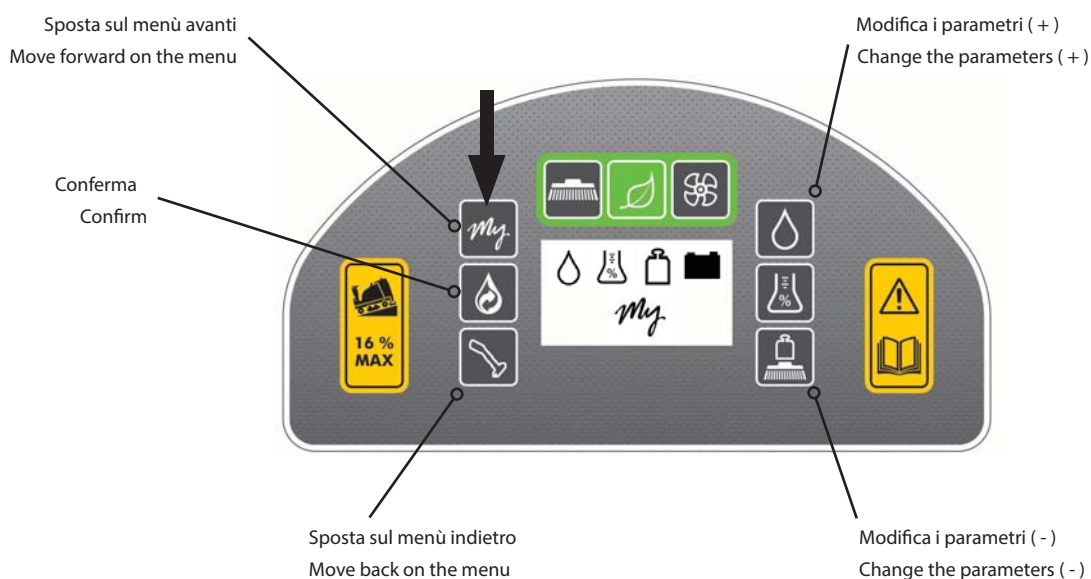 Sposta sul menù avanti
Move forward on the menu
Modifica i parametri ( + )
Change the parameters ( + )
Conferma
Confirm
My
%
My
%
16 %
MAX
%
Sposta sul menù indietro
Move back on the menu
Modifica i parametri ( - )
Change the parameters ( - )